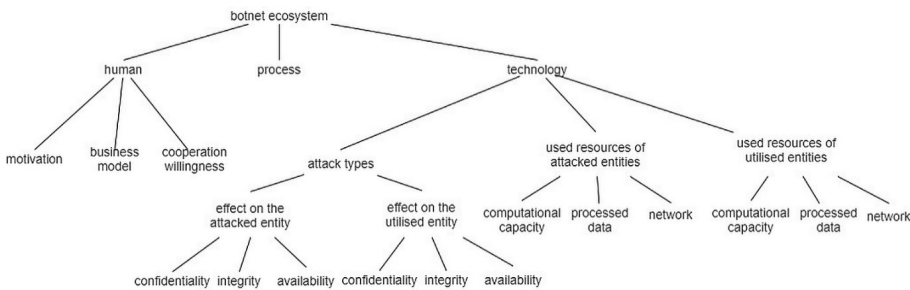 botnet ecosystem
human
process
technology
motivation
business
model
cooperation
willingness
attack types
used resources of
attacked entities
used resources of
utilised entities
effect on the
attacked entity
effect on the
utilised entity
computational
capacity
processed
data
network
computational
capacity
processed
data
network
confidentiality
integrity
availability
confidentiality
integrity
availability